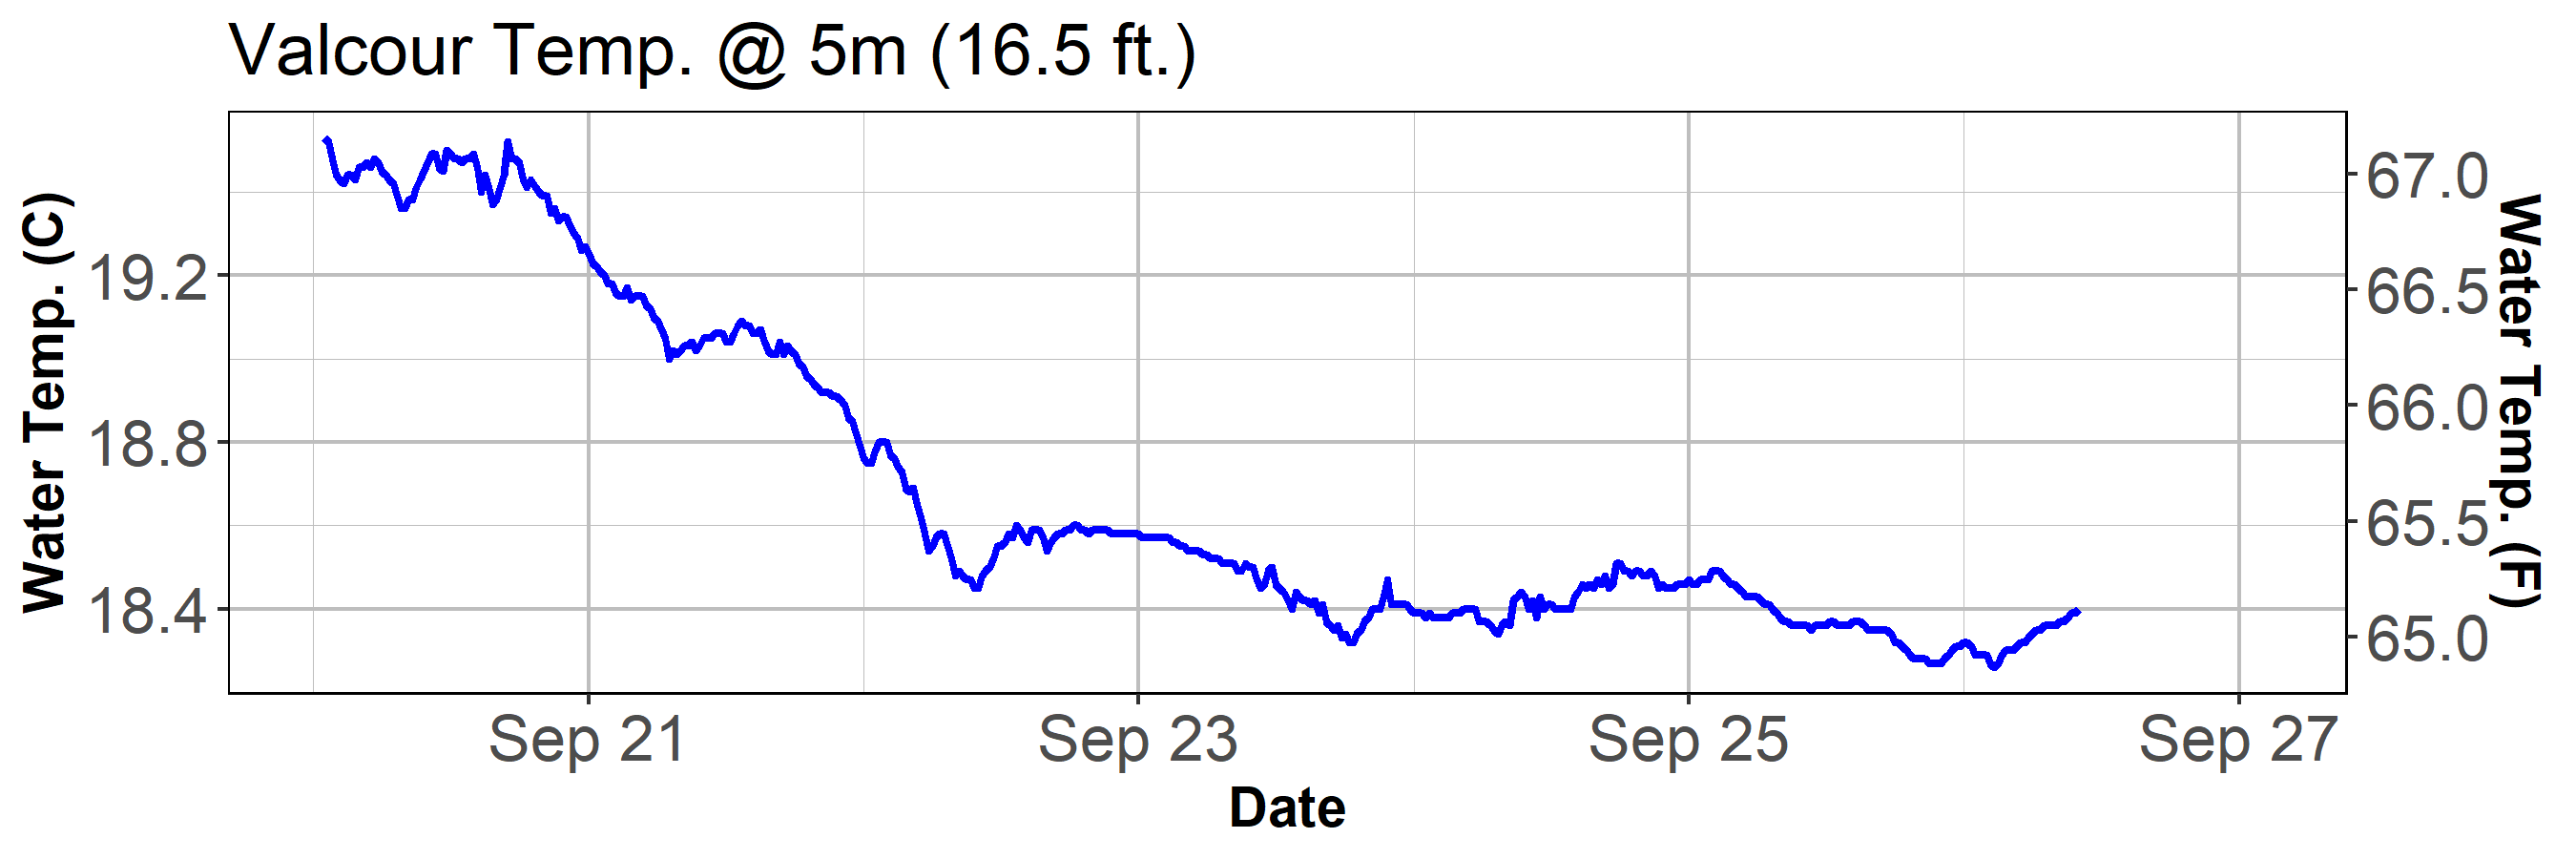 Valcour Temp. @ 5m (16.5 ft.)
Water Temp. (C)
19.2
18.8
18.4
67.0
66.5
66.0
65.5
65.0
Water Temp. (F)
Sep 21
Sep 23
Sep 25
Sep 27
Date